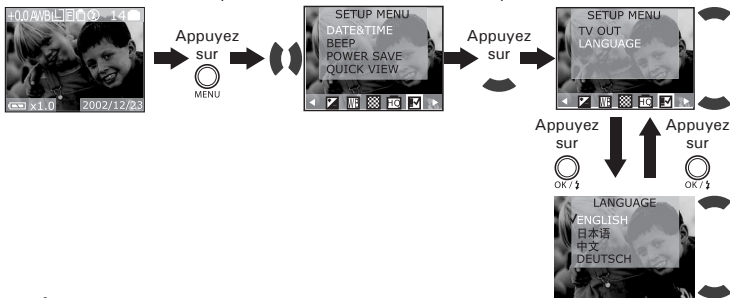 +0.0 AWB L F 14
x1.0 2002/12/23
Appuyez
sur
MENU
SETUP MENU
DATE&TIME
BEEP
POWER SAVE
QUICK VIEW
Appuyez
sur
SETUP MENU
TV OUT
LANGUAGE
Appuyez
sur
OK /
Appuyez
sur
OK /
LANGUAGE
ENGLISH
日本语
中文
DEUTSCH